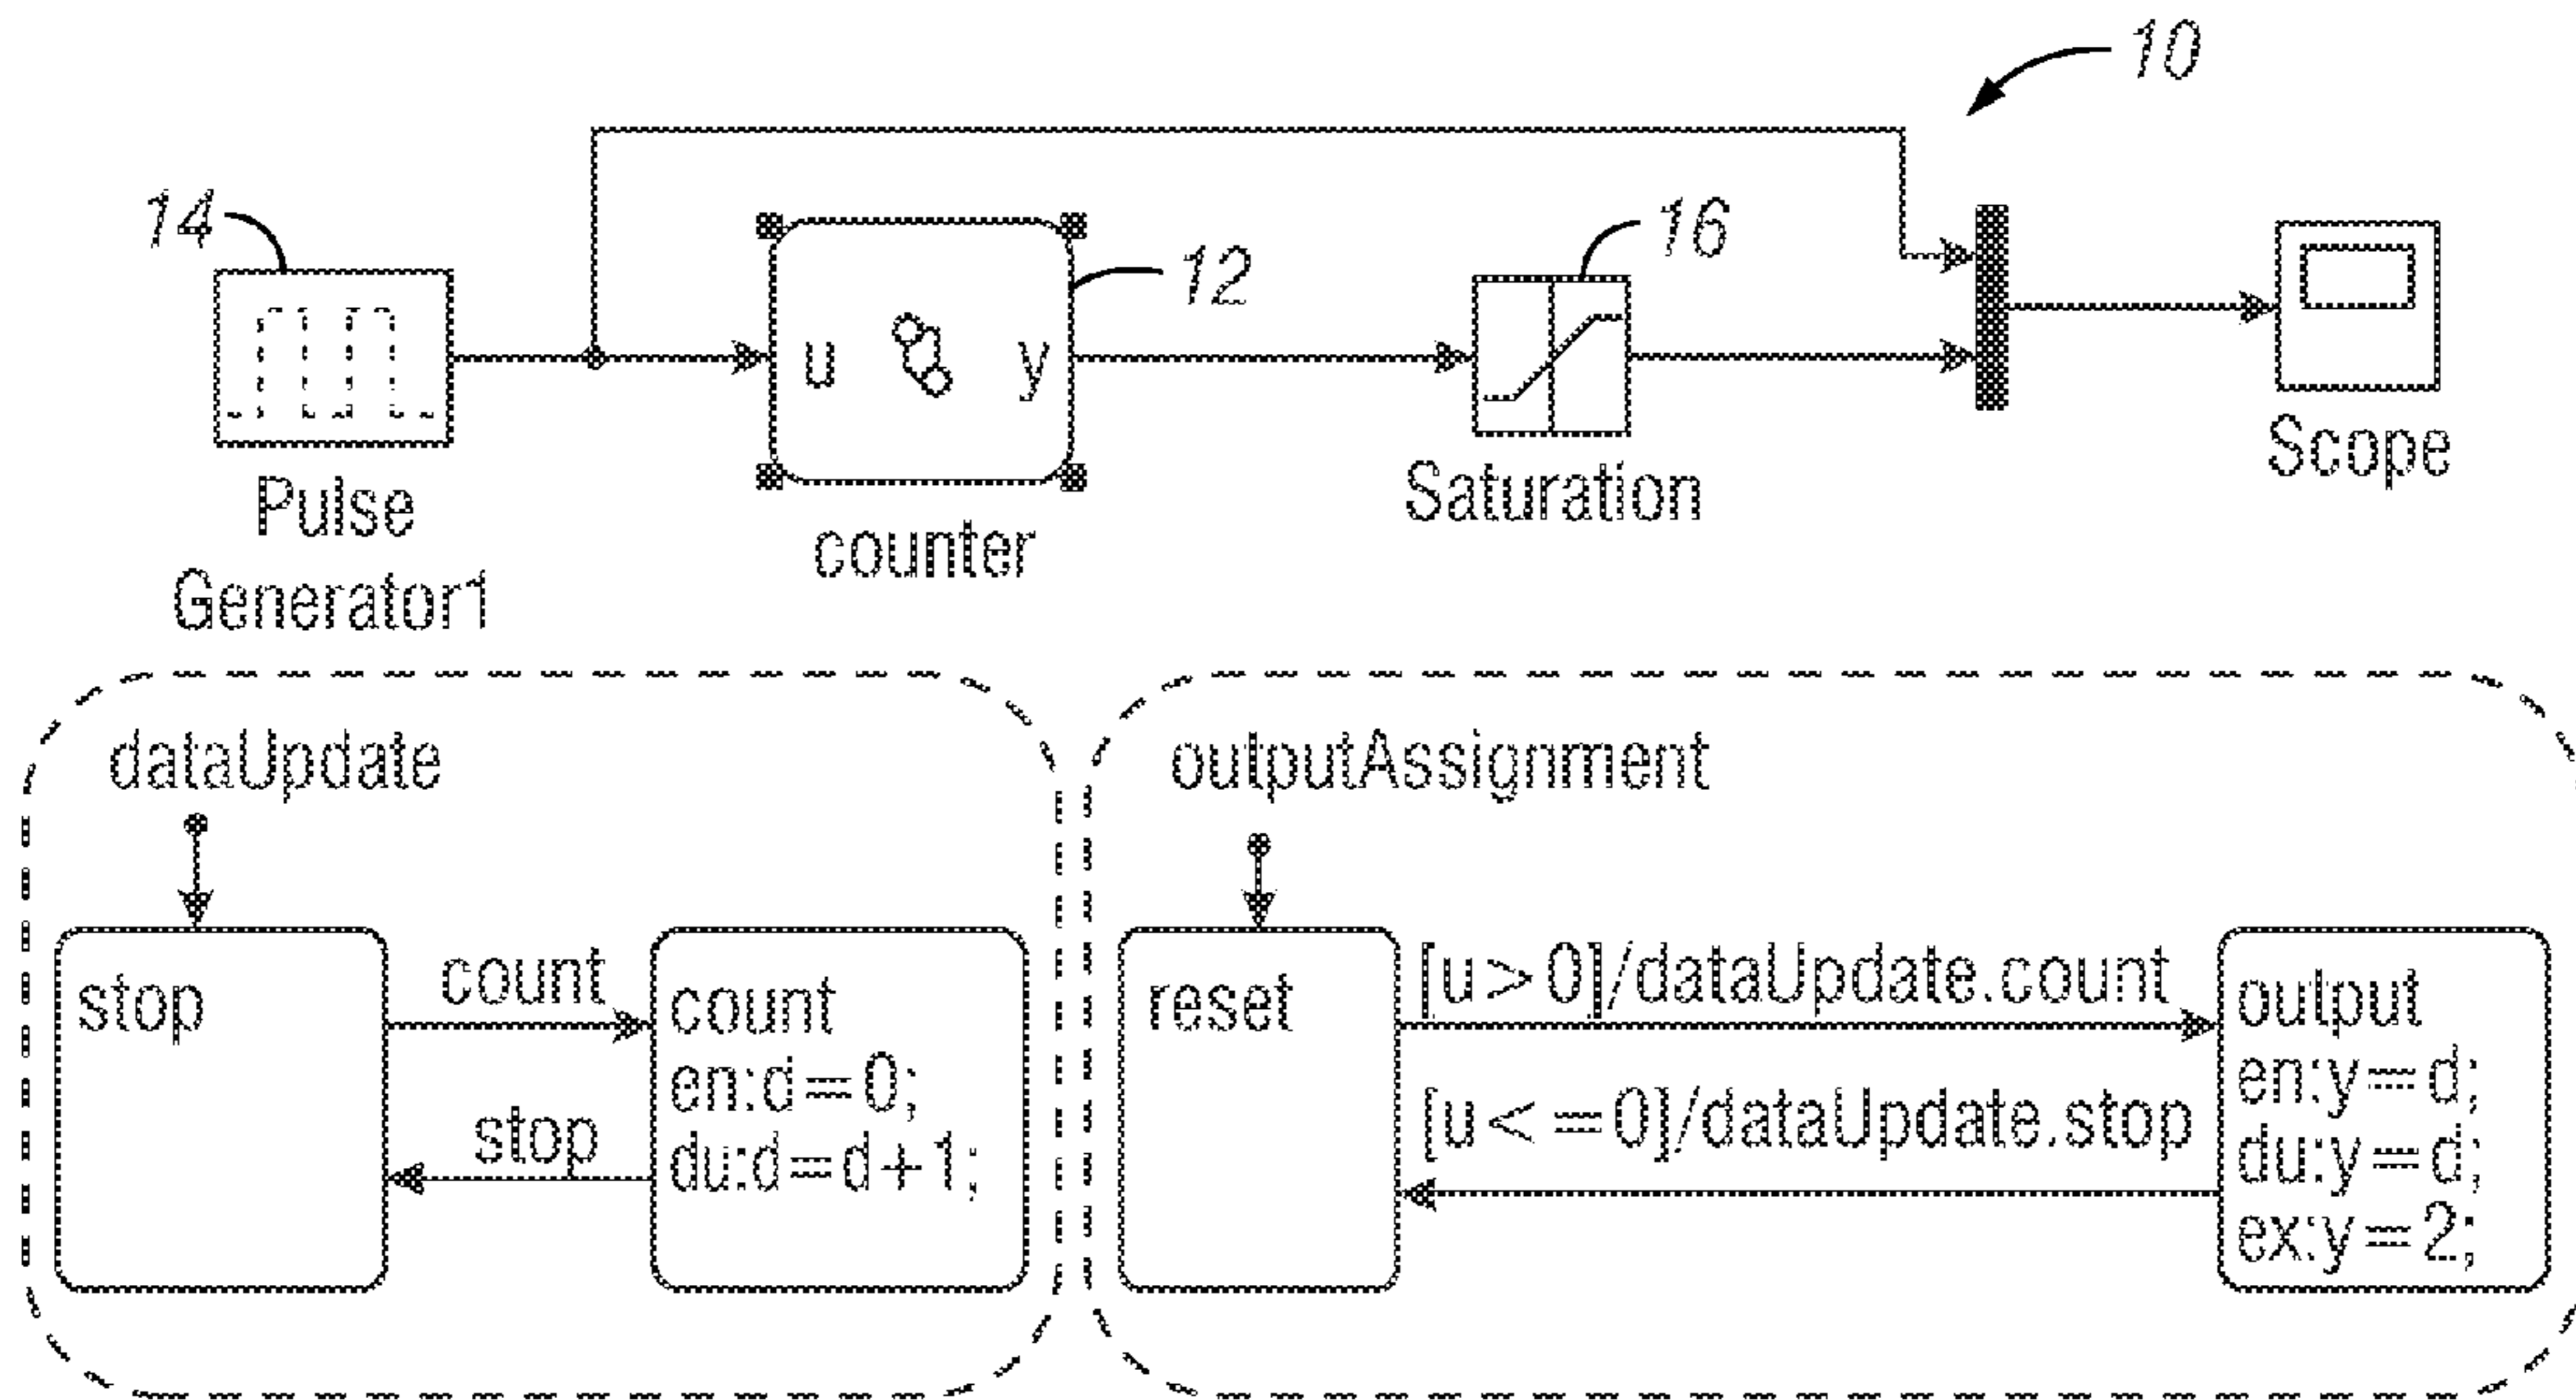 10
14
12
16
u
y
Pulse
Generator1
counter
Saturation
Scope
dataUpdate
stop
count
count
en:d=0;
du:d=d+1;
stop
outputAssignment
reset
[u>0]/dataUpdate.count
[u<=0]/dataUpdate.stop
output
en:y=d;
du:y=d;
ex:y=2;